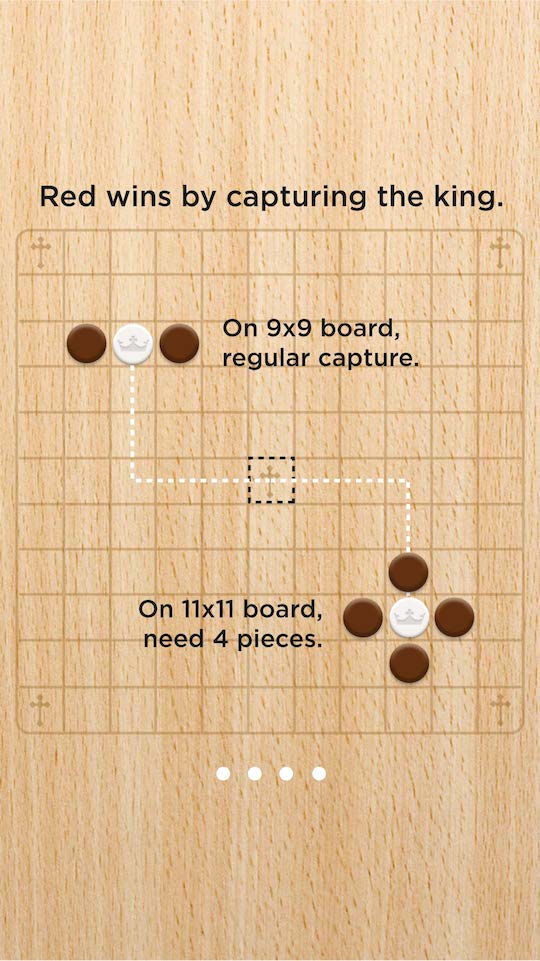 Red wins by capturing the king.
On 9x9 board,
regular capture.
On 11x11 board,
need 4 pieces.